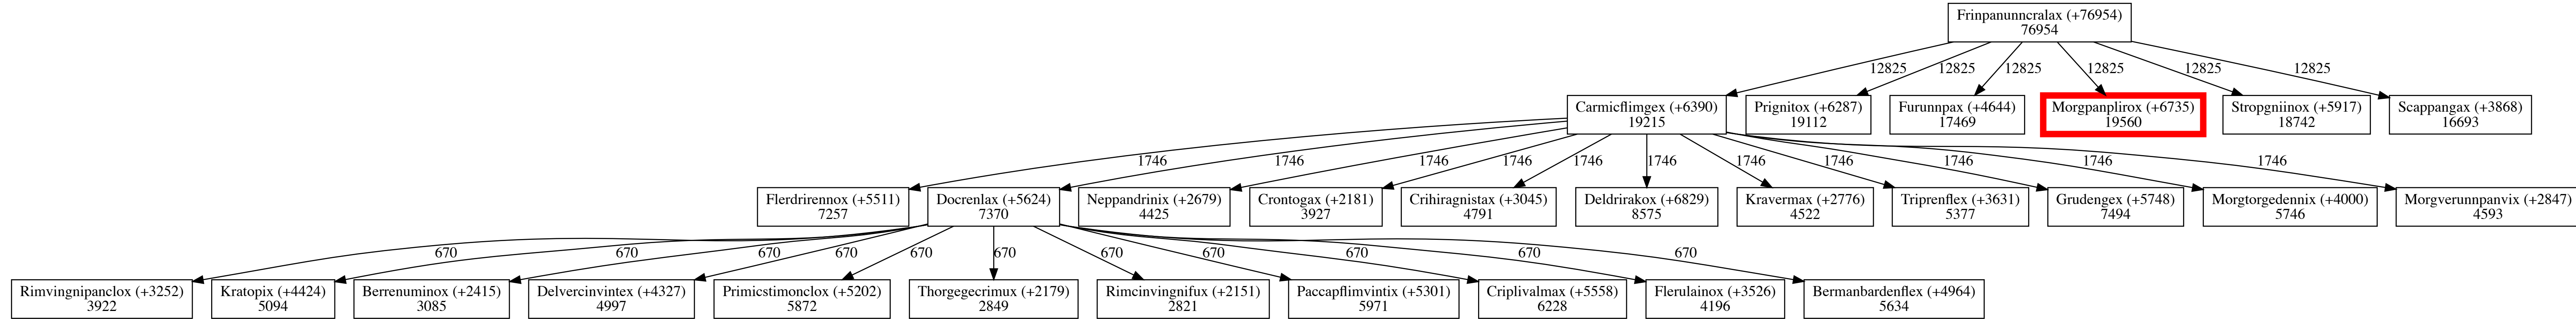 Frinpanunncralax (+76954)
76954
12825
12825
12825
12825
12825
12825
Carmicflimgex (+6390)
19215
Prignitox (+6287)
19112
Furunnpax (+4644)
17469
Morgpanplirox (+6735)
19560
Stropgniinox (+5917)
18742
Scappangax (+3868)
16693
1746
1746
1746
1746
1746
1746
1746
1746
1746
1746
1746
Flerdrirennox (+5511)
7257
Docrenlax (+5624)
7370
Neppandrinix (+2679)
4425
Crontogax (+2181)
3927
Crihiragnistax (+3045)
4791
Deldrirakox (+6829)
8575
Kravermax (+2776)
4522
Triprenflex (+3631)
5377
Grudengex (+5748)
7494
Morgtorgedennix (+4000)
5746
Morgverunnpanvix (+2847)
4593
670
670
670
670
670
670
670
670
670
670
670
Rimvingnipanclox (+3252)
3922
Kratopix (+4424)
5094
Berrenuminox (+2415)
3085
Delvercinvintex (+4327)
4997
Primicstimonclox (+5202)
5872
Thorgegecrimux (+2179)
2849
Rimcinvingnifux (+2151)
2821
Paccapflimvintix (+5301)
5971
Criplivalmax (+5558)
6228
Flerulainox (+3526)
4196
Bermanbardenflex (+4964)
5634